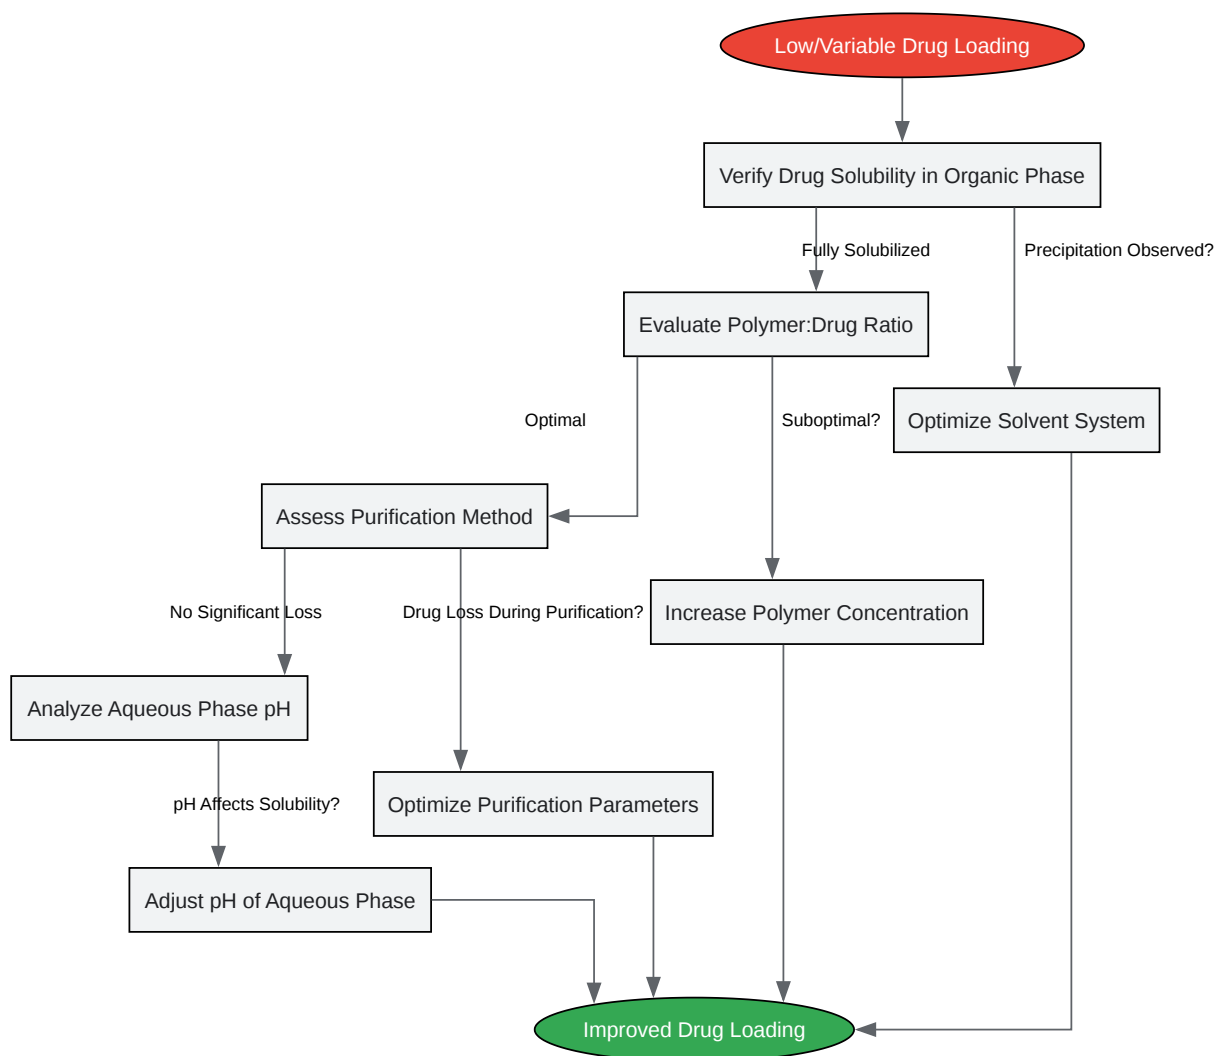 Low/Variable Drug Loading
Verify Drug Solubility in Organic Phase
Fully Solubilized
Precipitation Observed?
Evaluate Polymer:Drug Ratio
Optimal
Suboptimal?
Optimize Solvent System
Assess Purification Method
No Significant Loss
Drug Loss During Purification?
Increase Polymer Concentration
Analyze Aqueous Phase pH
pH Affects Solubility?
Optimize Purification Parameters
Adjust pH of Aqueous Phase
Improved Drug Loading